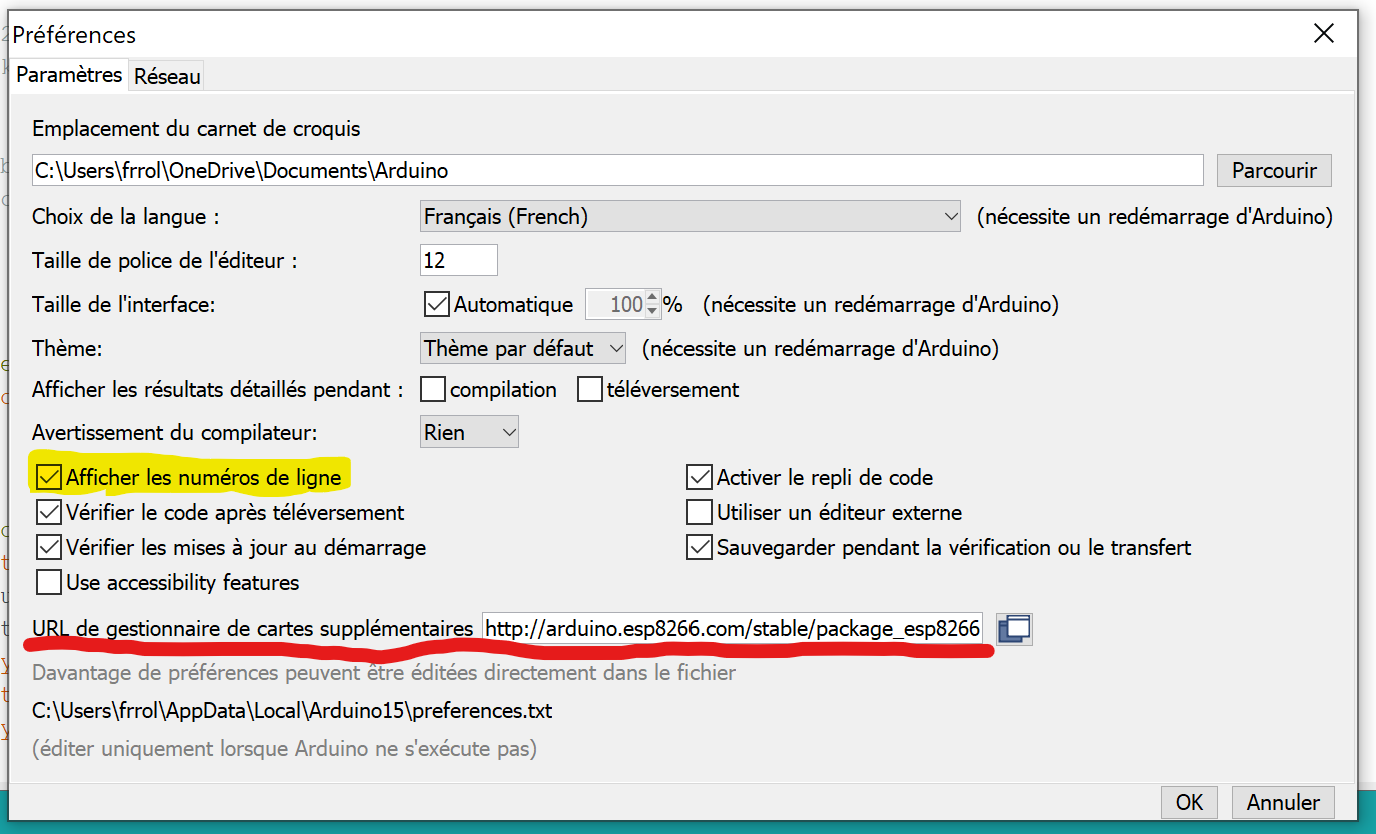 Préférences
Paramètres Réseau
Emplacement du carnet de croquis
C:\Users\frrol\OneDrive\Documents\Arduino Parcourir
Choix de la langue : Français (French) (nécessite un redémarrage d'Arduino)
Taille de police de l'éditeur : 12
Taille de l'interface: Automatique 100 % (nécessite un redémarrage d'Arduino)
Thème: Thème par défaut (nécessite un redémarrage d'Arduino)
Afficher les résultats détaillés pendant : compilation téléversement
Avertissement du compilateur: Rien
Afficher les numéros de ligne Activer le repli de code
Vérifier le code après téléversement Utiliser un éditeur externe
Vérifier les mises à jour au démarrage Sauvegarder pendant la vérification ou le transfert
Use accessibility features
URL de gestionnaire de cartes supplémentaires http://arduino.esp8266.com/stable/package_esp8266
Davantage de préférences peuvent être éditées directement dans le fichier
C:\Users\frrol\AppData\Local\Arduino15\preferences.txt
(éditer uniquement lorsque Arduino ne s'exécute pas)
OK Annuler